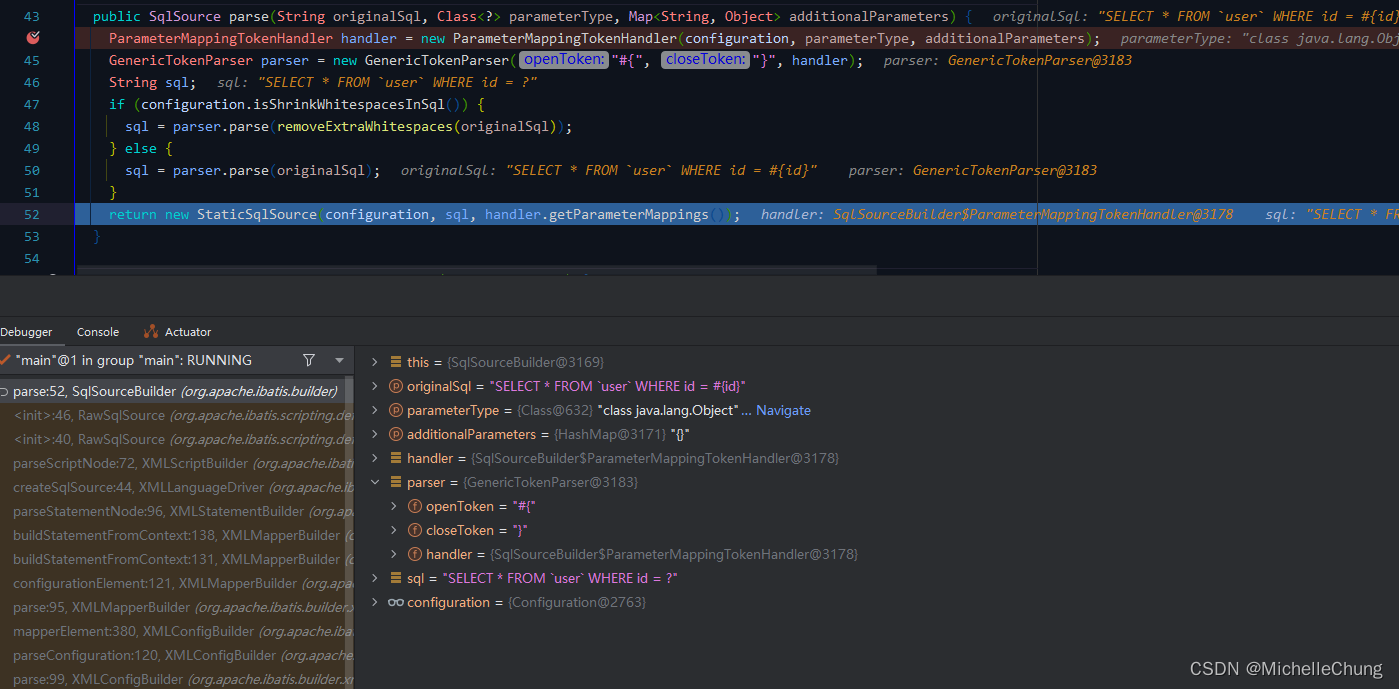 43 public SqlSource parse(String originalSql, Class<?> parameterType, Map<String, Object> additionalParameters) { originalSql: "SELECT * FROM `user` WHERE id = #{id}
ParameterMappingTokenHandler handler = new ParameterMappingTokenHandler(configuration, parameterType, additionalParameters); parameterType: "class java.lang.Obj
45 GenericTokenParser parser = new GenericTokenParser( openToken: "#{", closeToken: "}", handler); parser: GenericTokenParser@3183
46 String sql; sql: "SELECT * FROM `user` WHERE id = ?"
47 if (configuration.isShrinkWhitespacesInSql()) {
48 sql = parser.parse(removeExtraWhitespaces(originalSql));
49 } else {
50 sql = parser.parse(originalSql); originalSql: "SELECT * FROM `user` WHERE id = #{id}" parser: GenericTokenParser@3183
51 }
52 return new StaticSqlSource(configuration, sql, handler.getParameterMappings()); handler: SqlSourceBuilder$ParameterMappingTokenHandler@3178 sql: "SELECT * FR
53 }
54
Debugger Console Actuator
"main"@1 in group "main": RUNNING
parse:52, SqlSourceBuilder (org.apache.ibatis.builder)
<init>:46, RawSqlSource (org.apache.ibatis.scripting.def
<init>:40, RawSqlSource (org.apache.ibatis.scripting.def
parseScriptNode:72, XMLScriptBuilder (org.apache.ibati
createSqlSource:44, XMLLanguageDriver (org.apache.ib
parseStatementNode:96, XMLStatementBuilder (org.ap
buildStatementFromContext:138, XMLMapperBuilder (o
buildStatementFromContext:131, XMLMapperBuilder (o
configurationElement:121, XMLMapperBuilder (org.apa
parse:95, XMLMapperBuilder (org.apache.ibatis.builder.x
mapperElement:380, XMLConfigBuilder (org.apache.iba
parseConfiguration:120, XMLConfigBuilder (org.apache
parse:99, XMLConfigBuilder (org.apache.ibatis.builder.xm
this = {SqlSourceBuilder@3169}
originalSql = "SELECT * FROM `user` WHERE id = #{id}"
parameterType = {Class@632} "class java.lang.Object" ... Navigate
additionalParameters = {HashMap@3171} "{}"
handler = {SqlSourceBuilder$ParameterMappingTokenHandler@3178}
parser = {GenericTokenParser@3183}
openToken = "#{"
closeToken = "}"
handler = {SqlSourceBuilder$ParameterMappingTokenHandler@3178}
sql = "SELECT * FROM `user` WHERE id = ?"
configuration = {Configuration@2763}
CSDN @MichelleChung